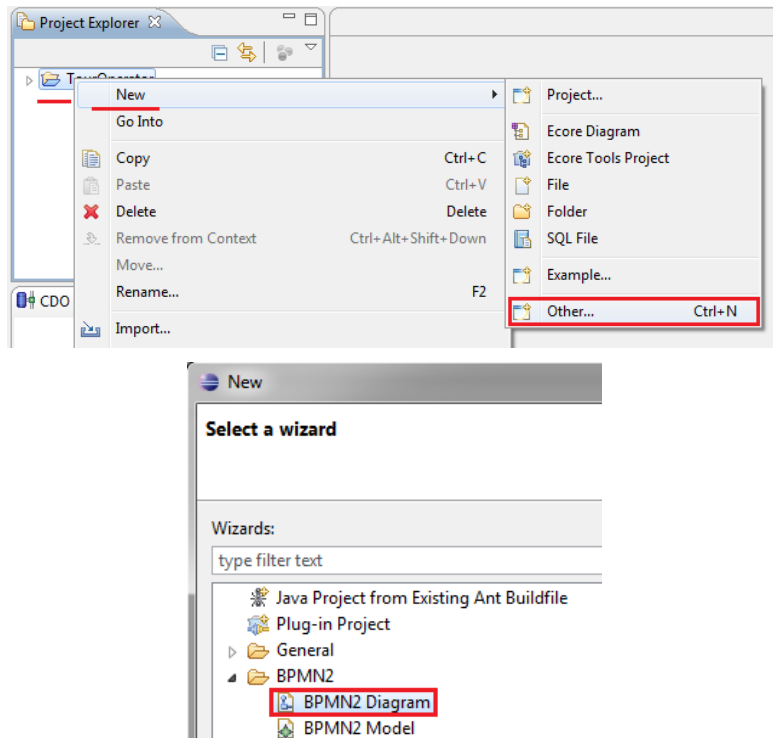 Project Explorer
TourOperator
New
Project...
Go Into
Ecore Diagram
Copy Ctrl+C
Ecore Tools Project
Paste Ctrl+V
File
Delete Delete
Folder
Remove from Context Ctrl+Alt+Shift+Down
SQL File
Move...
Example...
Rename... F2
CDO
Other... Ctrl+N
Import...
New
Select a wizard
Wizards:
type filter text
Java Project from Existing Ant Buildfile
Plug-in Project
General
BPMN2
BPMN2 Diagram
BPMN2 Model